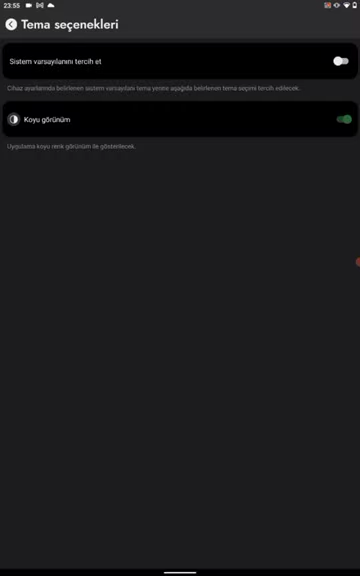 23:55
Tema seçenekleri
Sistem varsayılanını tercih et
Cihaz ayarlarında belirlenen sistem varsayılanı tema yerine aşağıda belirlenen tema seçimi tercih edilecek.
Koyu görünüm
Uygulama koyu renk görünüm ile gösterilecek.